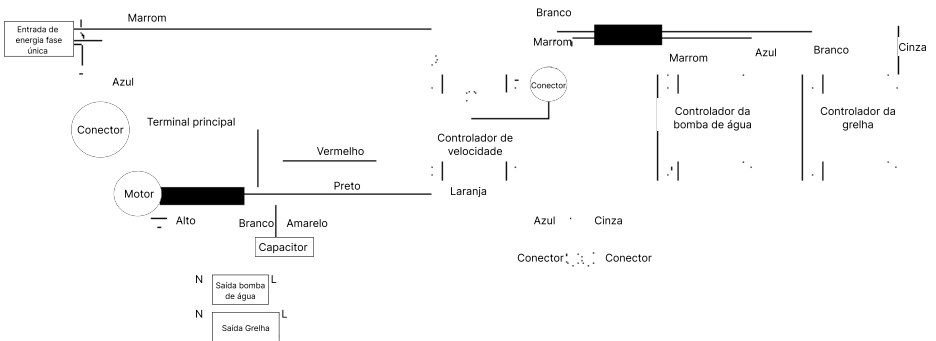 Marrom
Entrada de
energia fase
única
Azul
Conector
Terminal principal
Vermelho
Motor
Preto
Alto
Branco
Amarelo
Capacitor
N
Saída bomba
de água
L
N
Saída Grelha
L
Branco
Marrom
Conector
Controlador de
velocidade
Laranja
Azul
Cinza
Conector
Conector
Marrom
Azul
Branco
Cinza
Controlador da
bomba de água
Controlador da
grelha